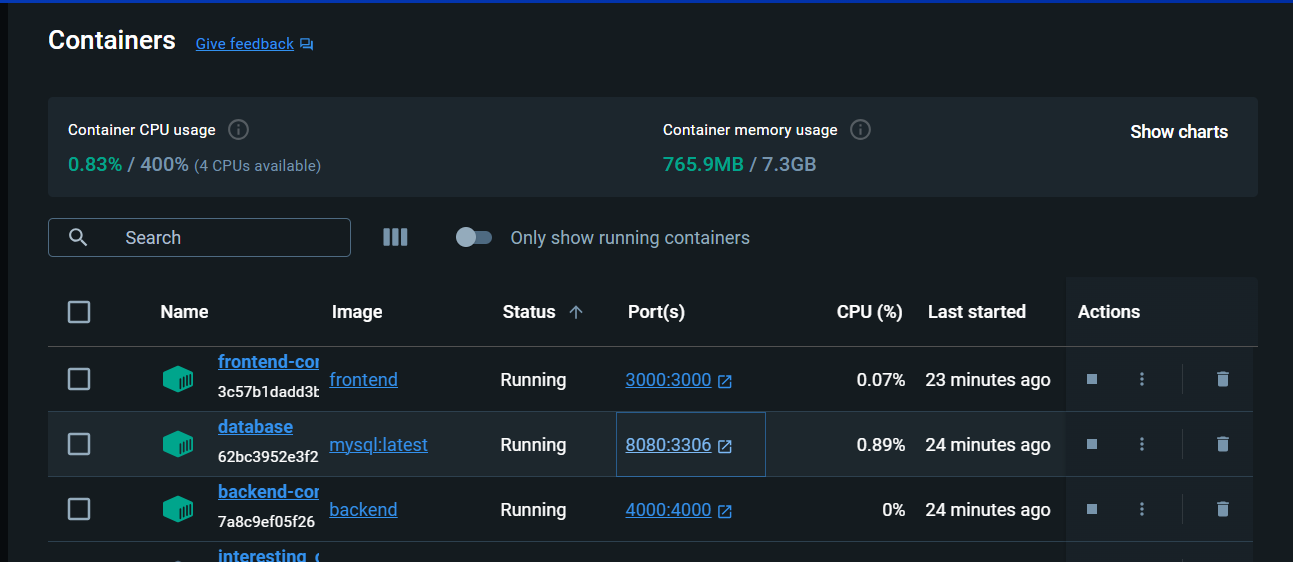 Containers Give feedback
Container CPU usage
0.83% / 400% (4 CPUs available)
Container memory usage
765.9MB / 7.3GB
Show charts
Search
Only show running containers
Name Image Status Port(s) CPU (%) Last started Actions
frontend-con
3c57b1dadd3b
frontend Running 3000:3000 0.07% 23 minutes ago
database
62bc3952e3f2
mysql:latest Running 8080:3306 0.89% 24 minutes ago
backend-con
7a8c9ef05f26
backend Running 4000:4000 0% 24 minutes ago
interesting_